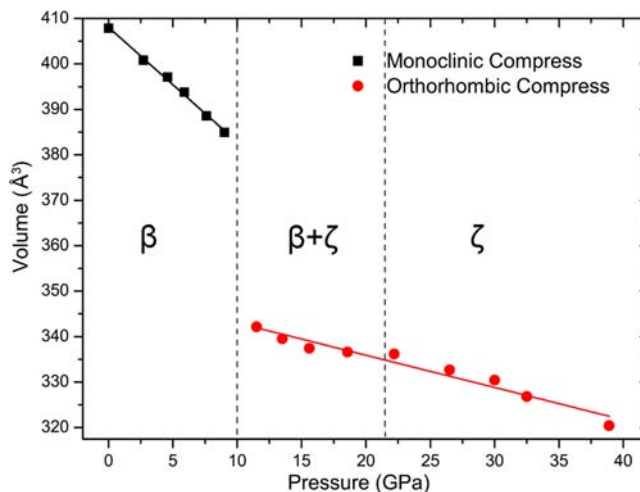 410
400
390
380
370
360
350
340
330
320
Volume (Å³)
■ Monoclinic Compress
● Orthorhombic Compress
β
β+ζ
ζ
0 5 10 15 20 25 30 35 40
Pressure (GPa)